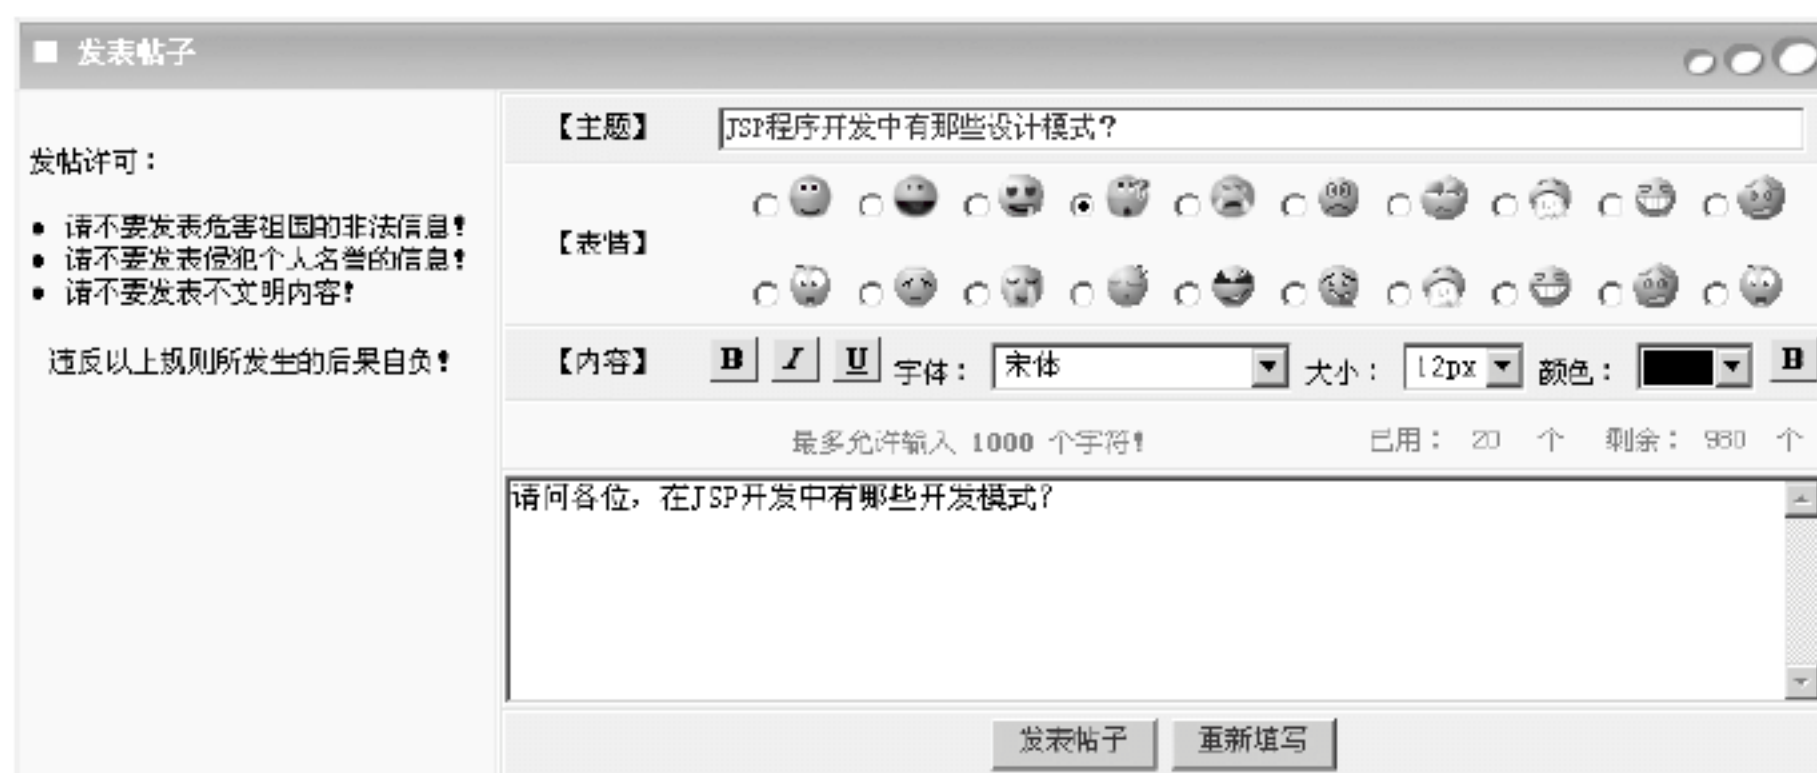 发表帖子
发帖许可：
请不要发表危害祖国的非法信息！
请不要发表侵犯个人名誉的信息！
请不要发表不文明内容！
违反以上规则所发生的后果自负！
【主题】 JSP程序开发中有那些设计模式？
【表情】
【内容】 B I U 字体： 宋体 大小： 12px 颜色： B
最多允许输入 1000 个字符！ 已用： 20 个 剩余： 980 个
请问各位，在JSP开发中有哪些开发模式？
发表帖子 重新填写